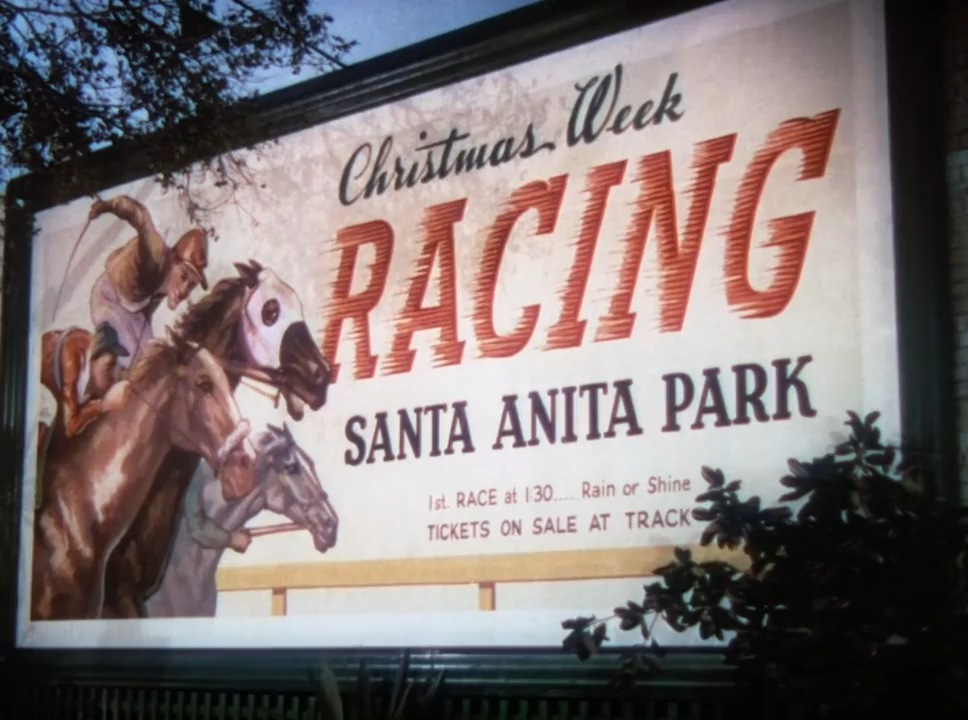 Christmas Week
RACING
SANTA ANITA PARK
1st. RACE at 1:30.... Rain or Shine
TICKETS ON SALE AT TRACK